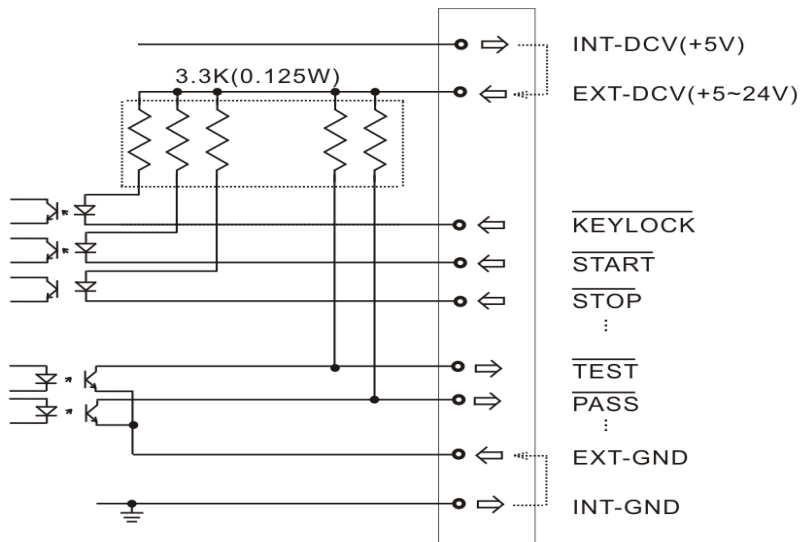 INT-DCV(+5V)
3.3K(0.125W)
EXT-DCV(+5~24V)
KEYLOCK
START
STOP
⋮
TEST
PASS
⋮
EXT-GND
INT-GND